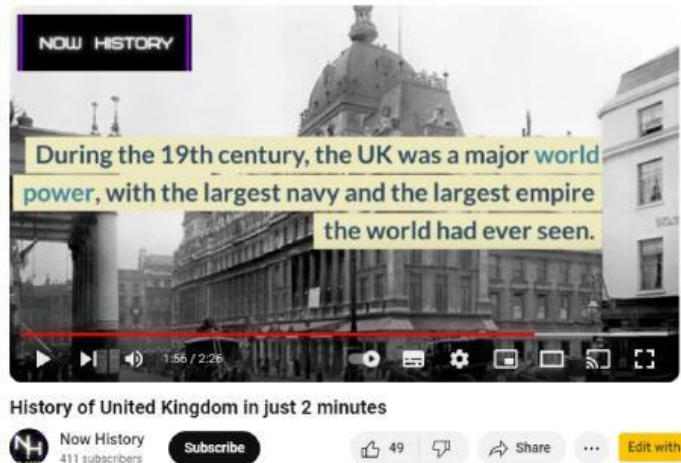 NOW HISTORY
During the 19th century, the UK was a major world
power, with the largest navy and the largest empire
the world had ever seen.
1:56 / 2:26
History of United Kingdom in just 2 minutes
NH
Now History
411 subscribers
Subscribe
49
Share
Edit with